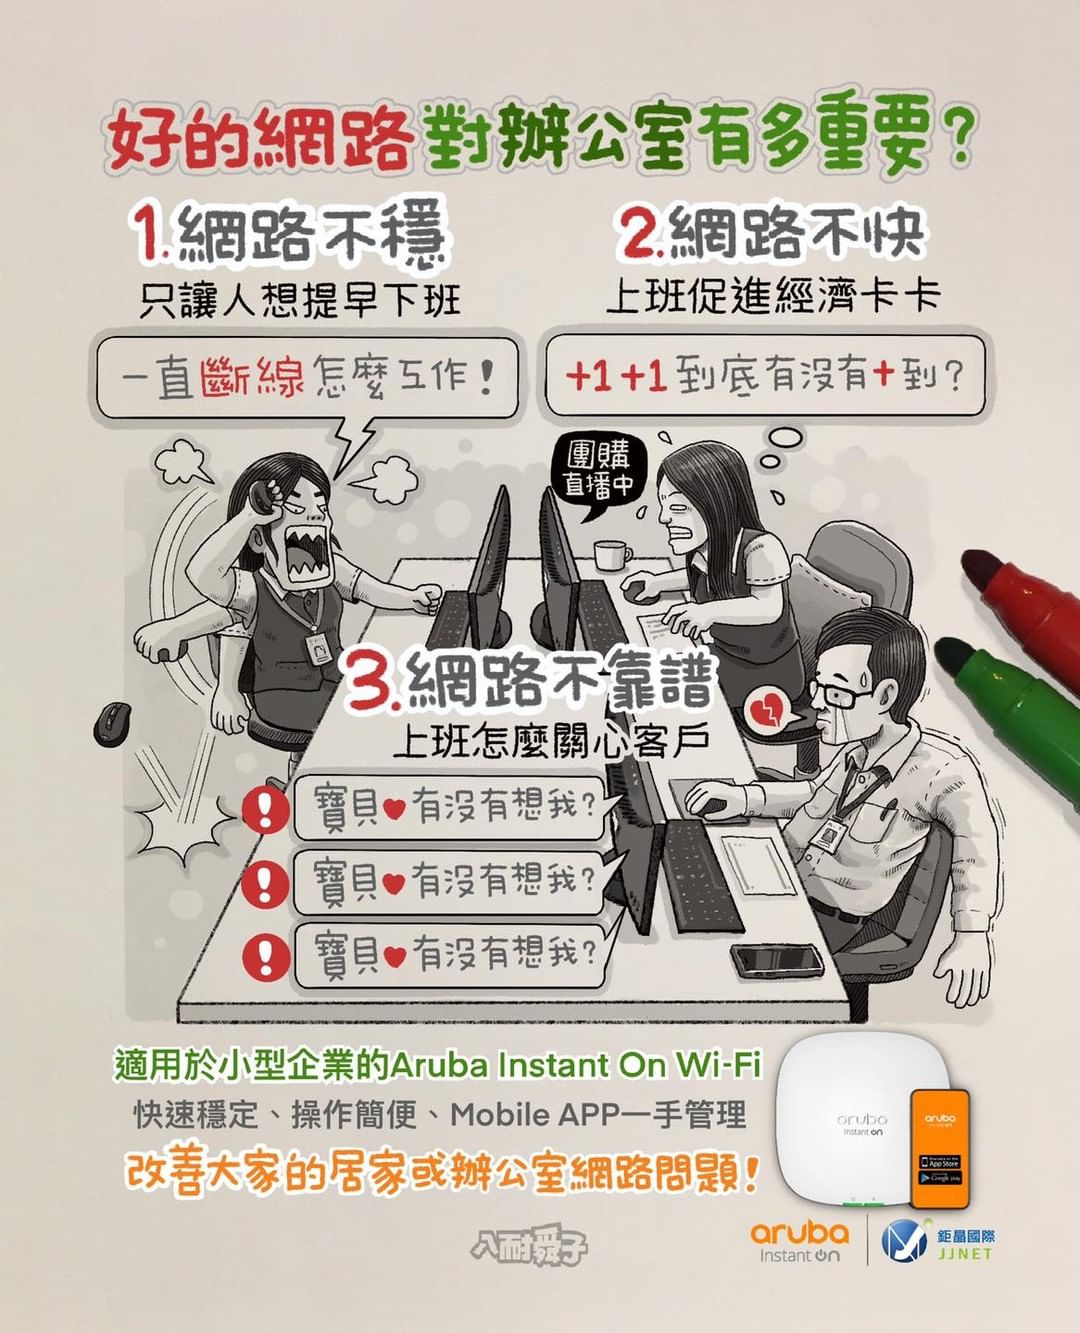 好的網路對辦公室有多重要?
1.網路不穩
只讓人想提早下班
一直斷線怎麼工作!
2.網路不快
上班促進經濟卡卡
+1+1到底有沒有+到?
團購
直播中
3.網路不靠譜
上班怎麼關心客戶
! 寶貝♥有沒有想我?
! 寶貝♥有沒有想我?
! 寶貝♥有沒有想我?
適用於小型企業的Aruba Instant On Wi-Fi
快速穩定、操作簡便、Mobile APP一手管理
改善大家的居家或辦公室網路問題!
aruba
Instant on
aruba
App Store
Google play
八耐舜子
aruba
Instant on
鉅晶國際
JJNET